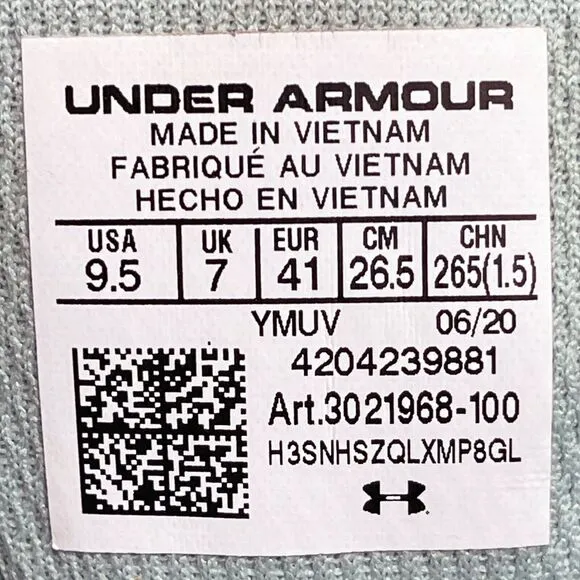 UNDER ARMOUR
MADE IN VIETNAM
FABRIQUÉ AU VIETNAM
HECHO EN VIETNAM
USA UK EUR CM CHN
9.5 7 41 26.5 265(1.5)
YMUV 06/20
4204239881
Art.3021968-100
H3SNHSZQLXMP8GL